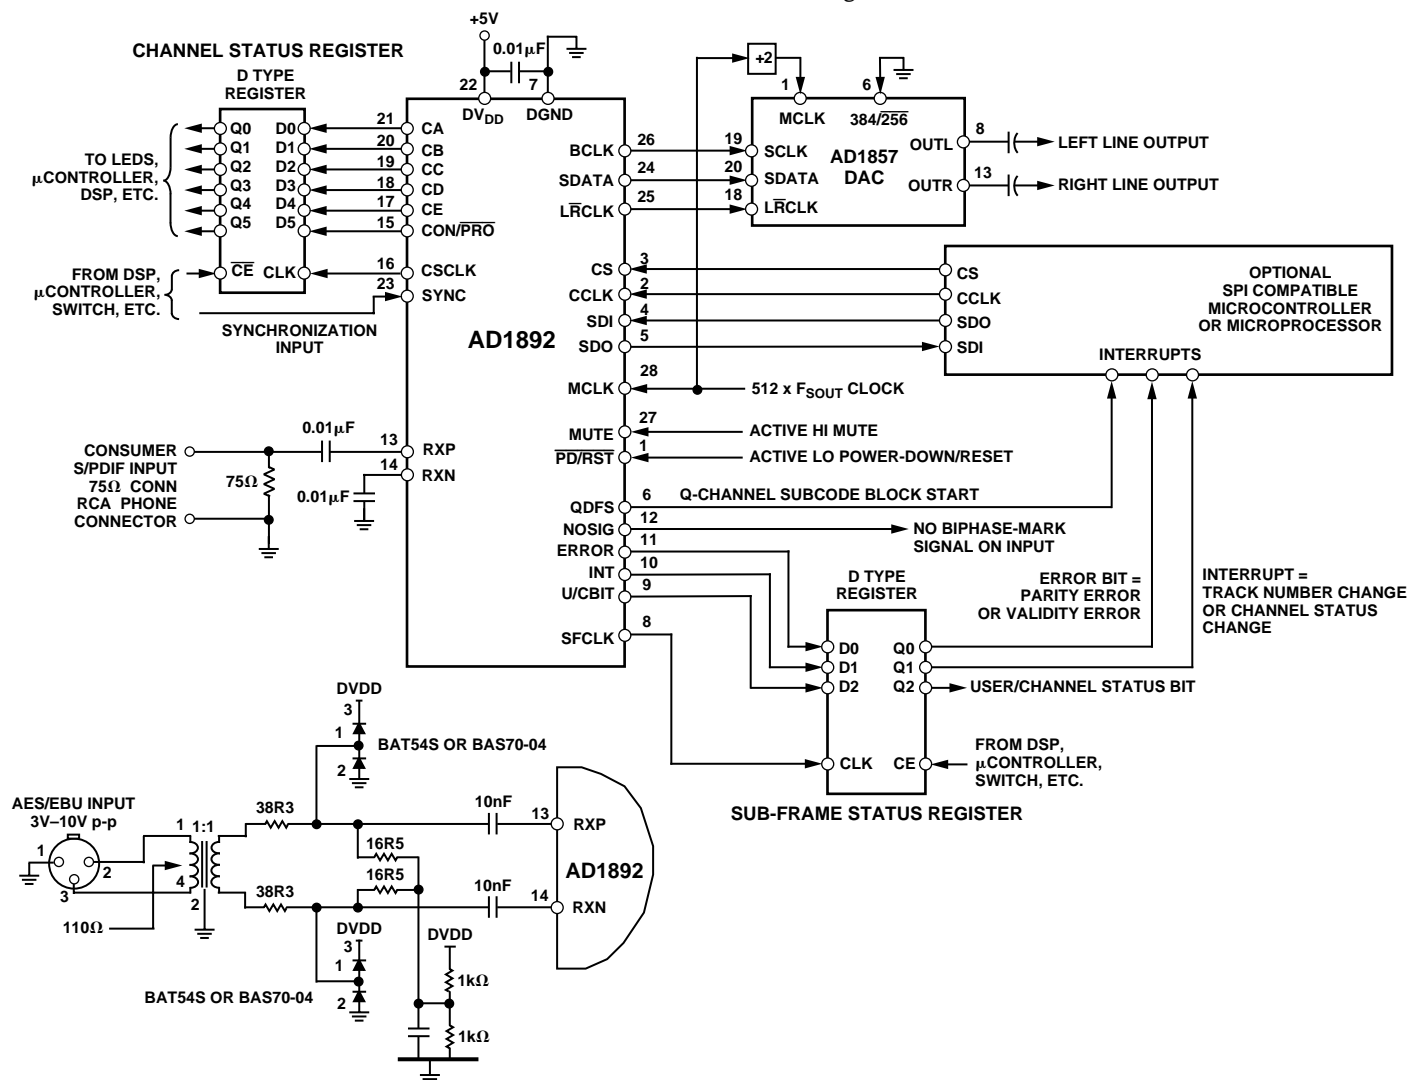 +5V
0.01µF
CHANNEL STATUS REGISTER
D TYPE
REGISTER
22
7
DVDD
DGND
Q0 D0
Q1 D1
Q2 D2
Q3 D3
Q4 D4
Q5 D5
CE CLK
TO LEDS,
µCONTROLLER,
DSP, ETC.
FROM DSP,
µCONTROLLER,
SWITCH, ETC.
SYNCHRONIZATION
INPUT
21 CA
20 CB
19 CC
18 CD
17 CE
15 CON/PRO
16 CSCLK
23 SYNC
AD1892
BCLK 26
SDATA 24
LRCLK 25
CS 3
CCLK 2
SDI 4
SDO 5
MCLK 28
MUTE 27
PD/RST 1
QDFS 6
NOSIG 12
ERROR 11
INT 10
U/CBIT 9
SFCLK 8
+2
1
6
MCLK
384/256
19 SCLK
20 SDATA
18 LRCLK
AD1857
DAC
OUTL 8
OUTR 13
LEFT LINE OUTPUT
RIGHT LINE OUTPUT
CS
CCLK
SDO
SDI
OPTIONAL
SPI COMPATIBLE
MICROCONTROLLER
OR MICROPROCESSOR
INTERRUPTS
512 x FSOUT CLOCK
ACTIVE HI MUTE
ACTIVE LO POWER-DOWN/RESET
Q-CHANNEL SUBCODE BLOCK START
NO BIPHASE-MARK
SIGNAL ON INPUT
CONSUMER
S/PDIF INPUT
75Ω CONN
RCA PHONE
CONNECTOR
75Ω
0.01µF
0.01µF
13 RXP
14 RXN
ERROR BIT =
PARITY ERROR
OR VALIDITY ERROR
INTERRUPT =
TRACK NUMBER CHANGE
OR CHANNEL STATUS
CHANGE
D TYPE
REGISTER
D0 Q0
D1 Q1
D2 Q2
CLK CE
USER/CHANNEL STATUS BIT
FROM DSP,
µCONTROLLER,
SWITCH, ETC.
SUB-FRAME STATUS REGISTER
DVDD
3
1
2
BAT54S OR BAS70-04
AES/EBU INPUT
3V–10V p-p
1
2
3
1 1:1
4
2
110Ω
38R3
38R3
16R5
16R5
10nF
10nF
13 RXP
AD1892
14 RXN
DVDD
3
1
2
BAT54S OR BAS70-04
DVDD
1kΩ
1kΩ